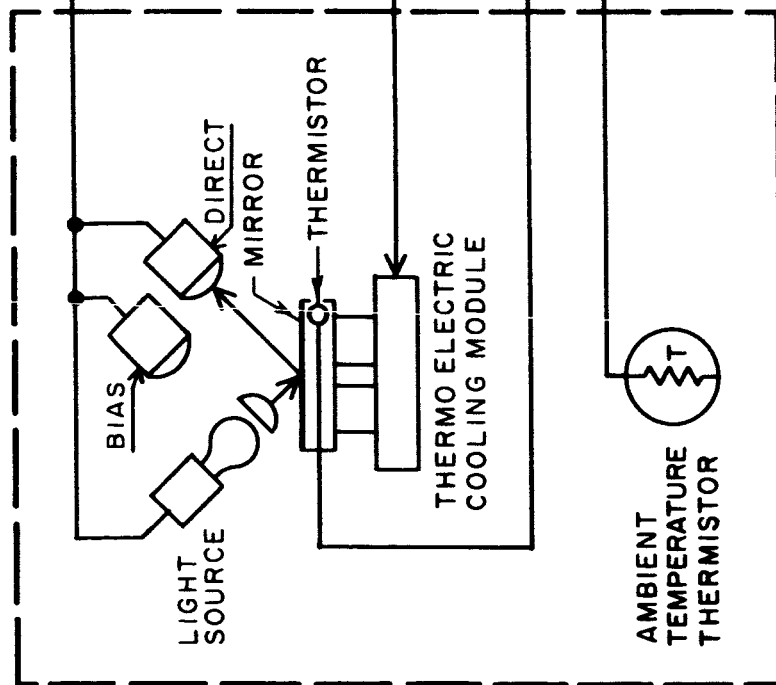 LIGHT
SOURCE
BIAS
DIRECT
MIRROR
THERMISTOR
THERMO ELECTRIC
COOLING MODULE
AMBIENT
TEMPERATURE
THERMISTOR
T